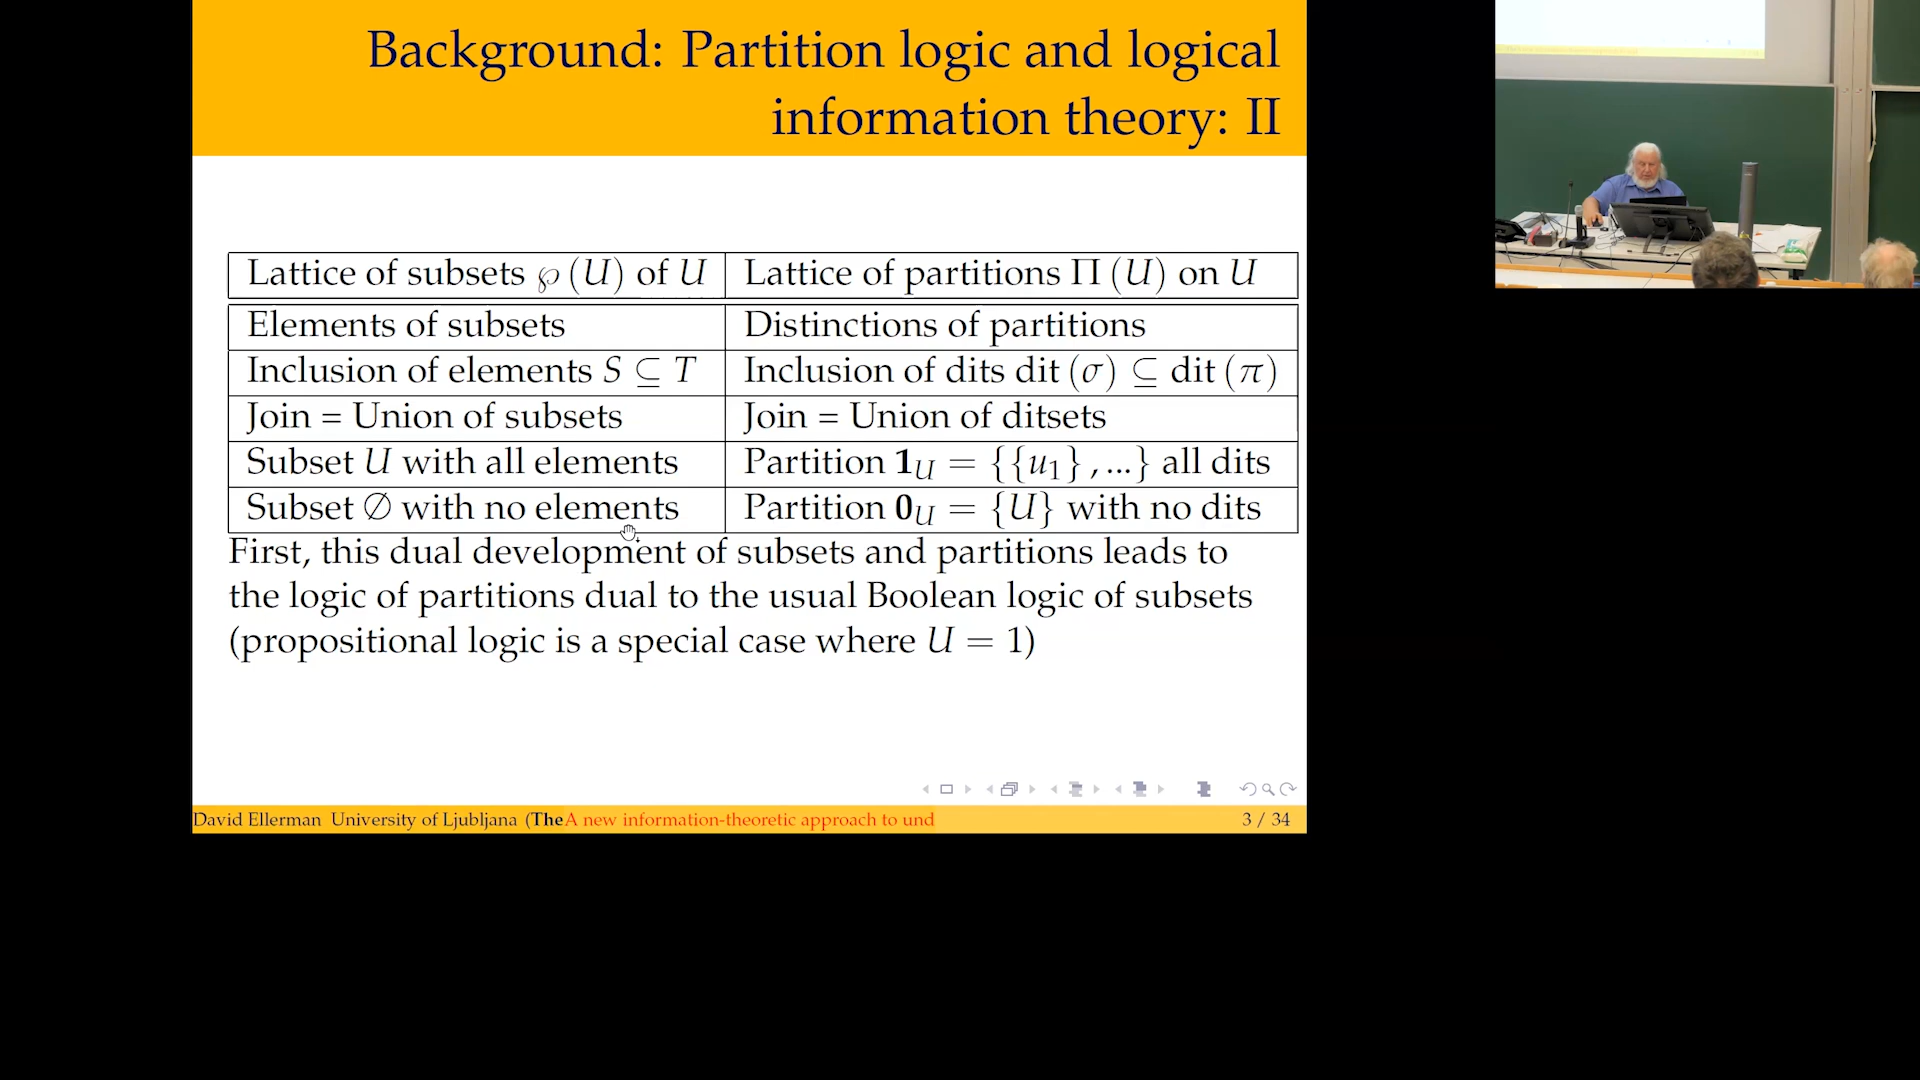 Background: Partition logic and logical
information theory: II
Lattice of subsets ℘(U) of U | Lattice of partitions Π(U) on U
Elements of subsets | Distinctions of partitions
Inclusion of elements S ⊆ T | Inclusion of dits dit(σ) ⊆ dit(π)
Join = Union of subsets | Join = Union of ditsets
Subset U with all elements | Partition 1_U = {{u_1},...} all dits
Subset ∅ with no elements | Partition 0_U = {U} with no dits
First, this dual development of subsets and partitions leads to
the logic of partitions dual to the usual Boolean logic of subsets
(propositional logic is a special case where U = 1)
David Ellerman University of Ljubljana (TheA new information-theoretic approach to und
3 / 34